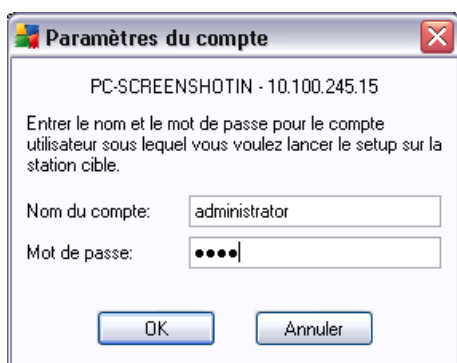 Paramètres du compte
PC-SCREENSHOTIN - 10.100.245.15
Entrer le nom et le mot de passe pour le compte
utilisateur sous lequel vous voulez lancer le setup sur la
station cible.
Nom du compte: administrator
Mot de passe: ●●●●
OK Annuler